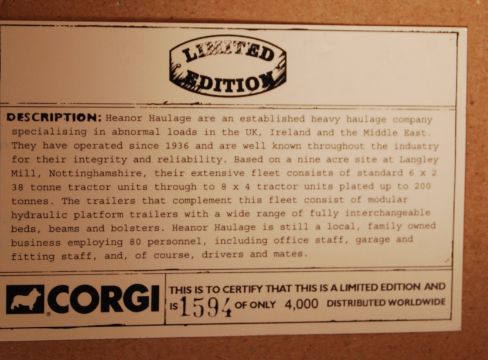 LIMITED
EDITION
DESCRIPTION: Heanor Haulage are an established heavy haulage company
specialising in abnormal loads in the UK, Ireland and the Middle East.
They have operated since 1936 and are well known throughout the industry
for their integrity and reliability. Based on a nine acre site at Langley
Mill, Nottinghamshire, their extensive fleet consists of standard 6 x 2
38 tonne tractor units through to 8 x 4 tractor units plated up to 200
tonnes. The trailers that complement this fleet consist of modular
hydraulic platform trailers with a wide range of fully interchangeable
beds, beams and bolsters. Heanor Haulage is still a local, family owned
business employing 80 personnel, including office staff, garage and
fitting staff, and, of course, drivers and mates.
CORGI
THIS IS TO CERTIFY THAT THIS IS A LIMITED EDITION AND
IS 1594 OF ONLY 4,000 DISTRIBUTED WORLDWIDE